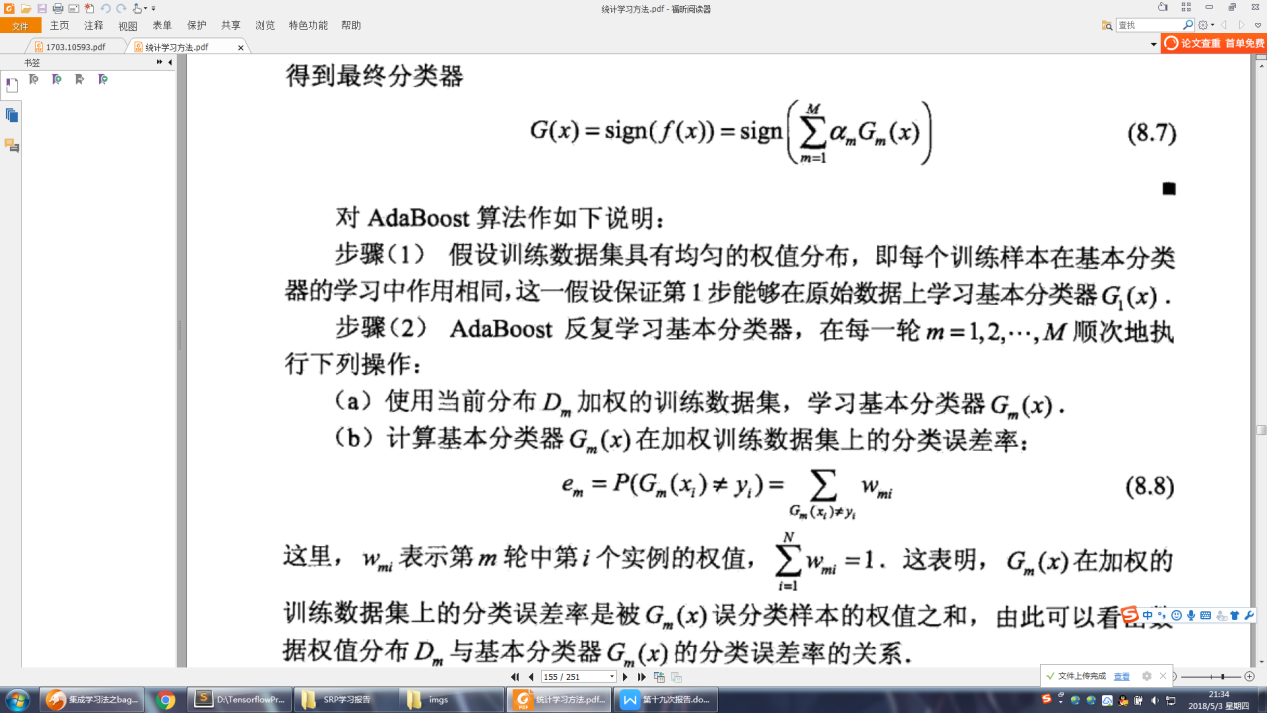 统计学习方法.pdf - 福昕阅读器
文件 主页 注释 视图 表单 保护 共享 浏览 特色功能 帮助
查找
1703.10593.pdf 统计学习方法.pdf
论文查重 首单免费
书签
得到最终分类器
G(x) = sign(f(x)) = sign(∑_{m=1}^{M} α_m G_m(x)) (8.7)
■
对 AdaBoost 算法作如下说明：
步骤（1） 假设训练数据集具有均匀的权值分布，即每个训练样本在基本分类
器的学习中作用相同，这一假设保证第 1 步能够在原始数据上学习基本分类器 G_1(x)．
步骤（2） AdaBoost 反复学习基本分类器，在每一轮 m = 1, 2, ⋯, M 顺次地执
行下列操作：
（a）使用当前分布 D_m 加权的训练数据集，学习基本分类器 G_m(x)．
（b）计算基本分类器 G_m(x) 在加权训练数据集上的分类误差率：
e_m = P(G_m(x_i) ≠ y_i) = ∑_{G_m(x_i)≠y_i} w_{mi} (8.8)
这里，w_{mi} 表示第 m 轮中第 i 个实例的权值，∑_{i=1}^{N} w_{mi} = 1．这表明，G_m(x) 在加权的
训练数据集上的分类误差率是被 G_m(x) 误分类样本的权值之和，由此可以看
据权值分布 D_m 与基本分类器 G_m(x) 的分类误差率的关系．
中
155 / 251
文件上传完成 查看
集成学习法之bag... D:\TensorflowPr... SRP学习报告 imgs 统计学习方法.pdf... 第十九次报告.do...
21:34
2018/5/3 星期四